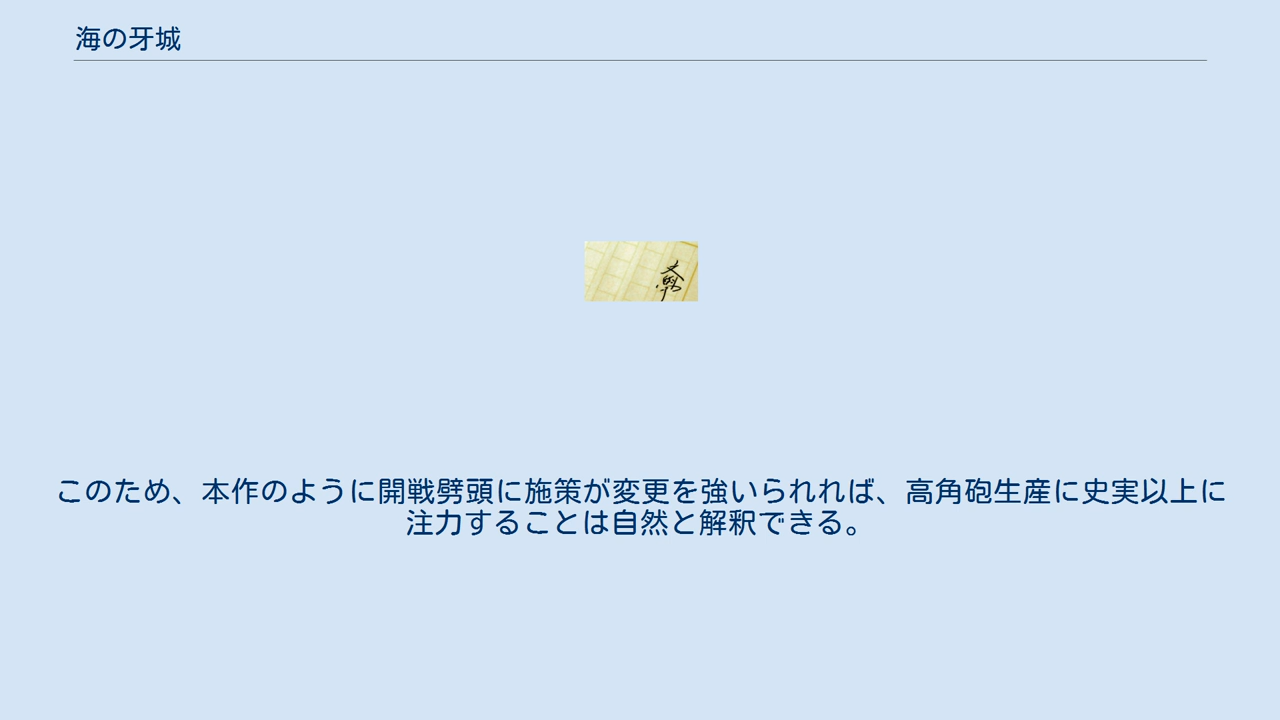 海の牙城
このため、本作のように開戦劈頭に施策が変更を強いられれば、高角砲生産に史実以上に
注力することは自然と解釈できる。